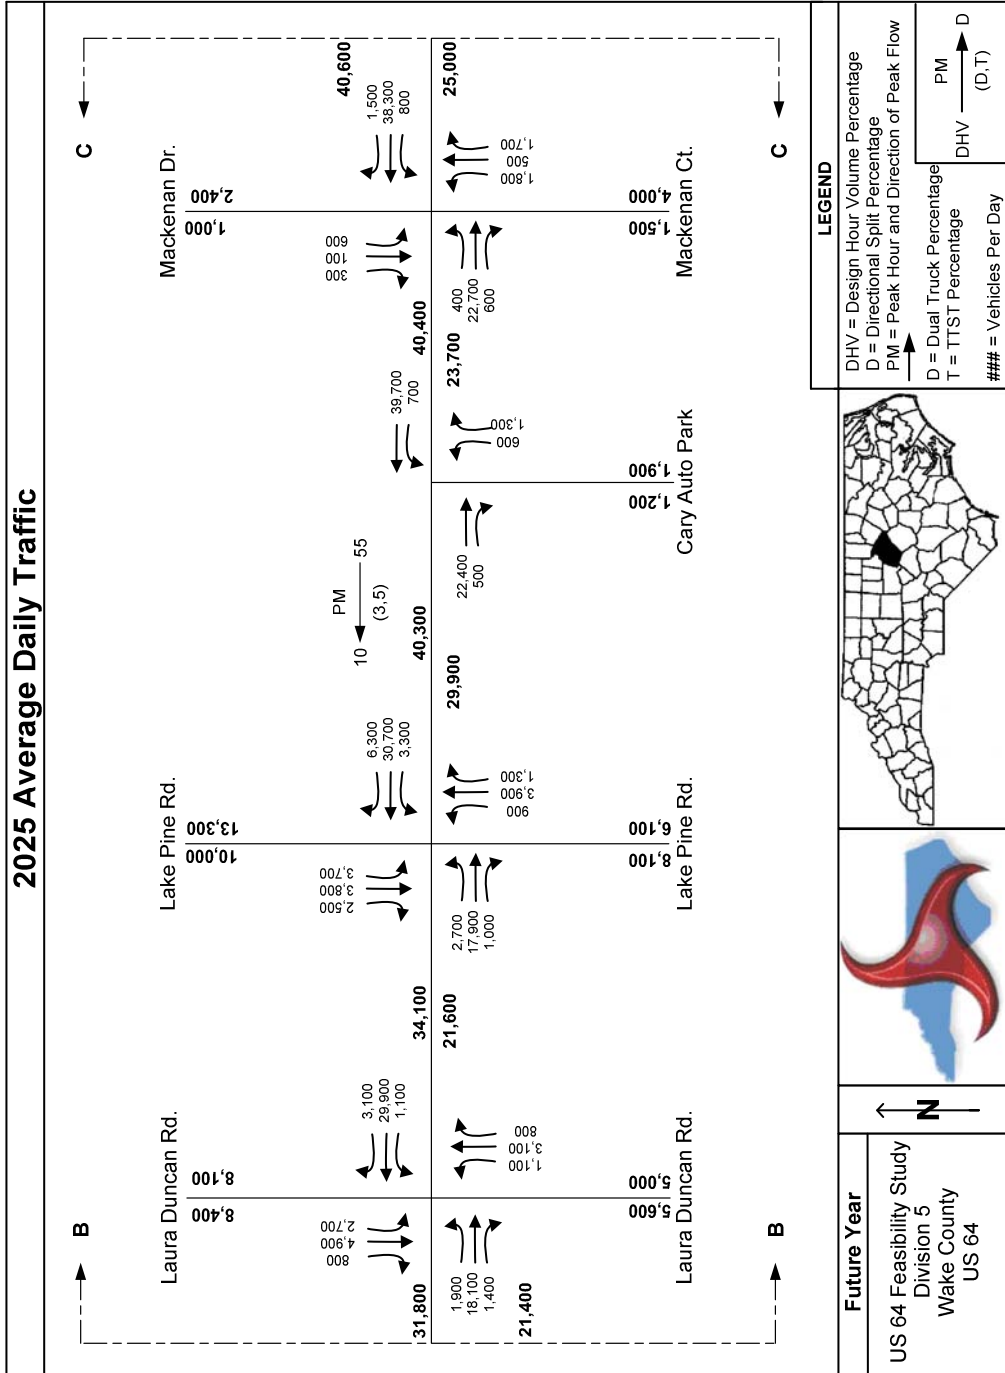 2025 Average Daily Traffic
B
C
Laura Duncan Rd.
Lake Pine Rd.
Mackenan Dr.
8,400
8,100
10,000
13,300
1,000
2,400
800
4,900
2,700
3,100
29,900
1,100
2,500
3,800
3,700
6,300
30,700
3,300
PM
10
55
(3,5)
39,700
700
300
100
600
1,500
38,300
800
31,800
34,100
40,300
40,400
40,600
21,400
21,600
29,900
23,700
25,000
1,900
18,100
1,400
1,100
3,100
800
2,700
17,900
1,000
900
3,900
1,300
22,400
500
600
1,300
400
22,700
600
1,800
500
1,700
5,600
5,000
8,100
6,100
1,200
1,900
1,500
4,000
Laura Duncan Rd.
Lake Pine Rd.
Cary Auto Park
Mackenan Ct.
B
C
Future Year
US 64 Feasibility Study
Division 5
Wake County
US 64
N
LEGEND
DHV = Design Hour Volume Percentage
D = Directional Split Percentage
PM = Peak Hour and Direction of Peak Flow
D = Dual Truck Percentage
T = TTST Percentage
### = Vehicles Per Day
PM
DHV
D
(D,T)